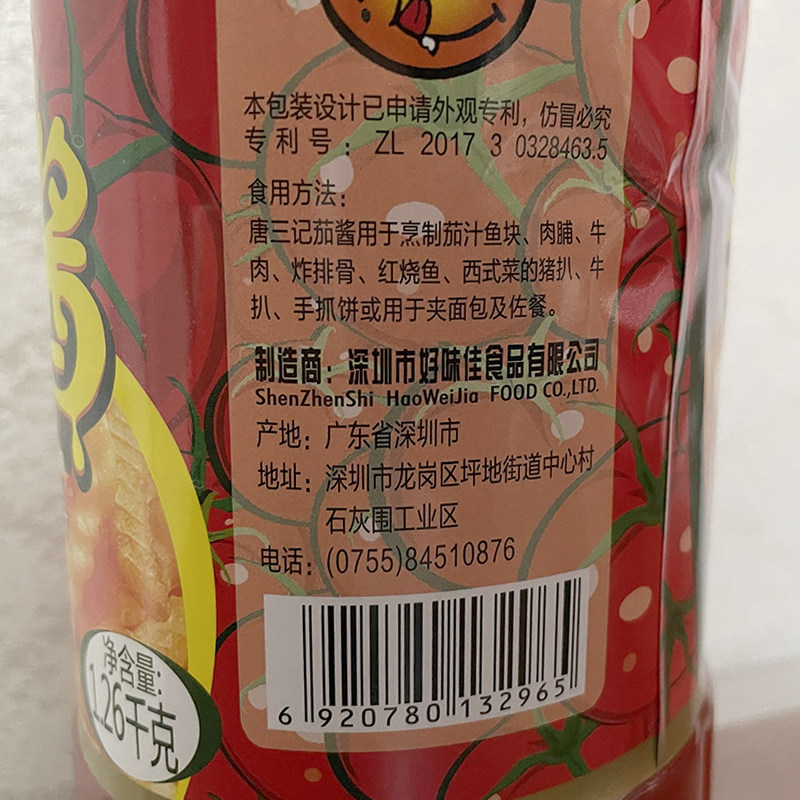 本包装设计已申请外观专利，仿冒必究
专利号：ZL 2017 3 0328463.5
食用方法：
唐三记茄酱用于烹制茄汁鱼块、肉脯、牛
肉、炸排骨、红烧鱼、西式菜的猪扒、牛
扒、手抓饼或用于夹面包及佐餐。
制造商：深圳市好味佳食品有限公司
ShenZhenShi HaoWeiJia FOOD CO.,LTD.
产地：广东省深圳市
地址：深圳市龙岗区坪地街道中心村
石灰围工业区
电话：(0755)84510876
6 920780 132965
净含量：
1.26千克